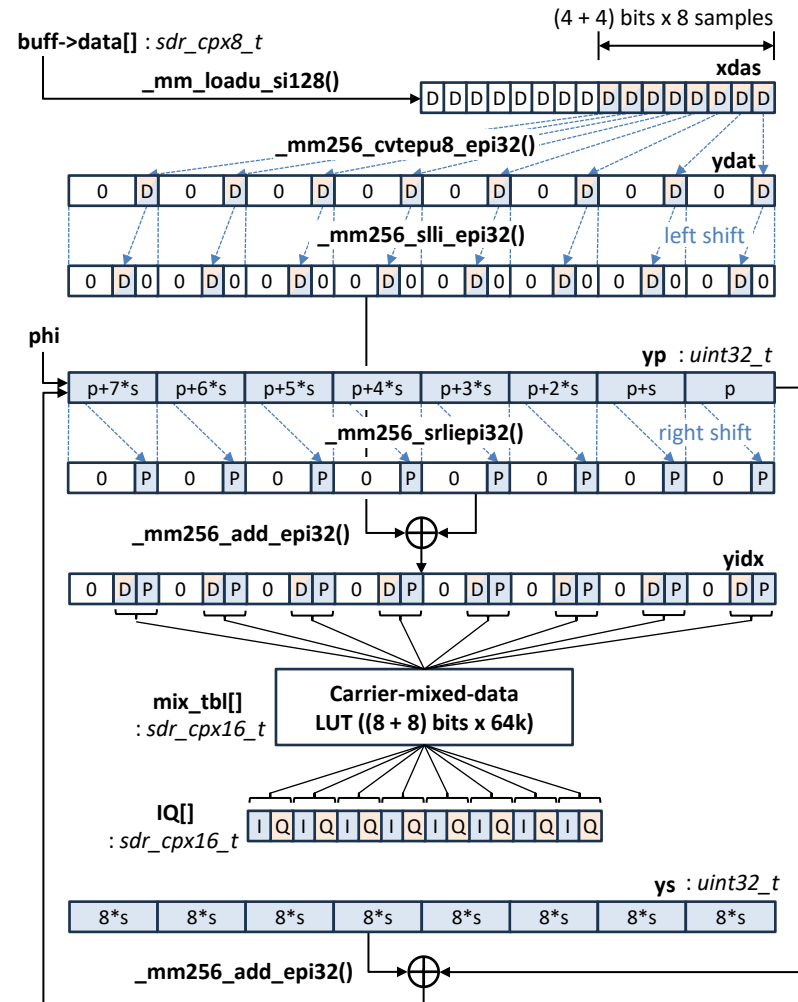 (4 + 4) bits x 8 samples
buff->data[] : sdr_cpx8_t
xdas
_mm_loadu_si128()
D D D D D D D D D D D D D D D D
_mm256_cvtepu8_epi32()
ydat
0 D 0 D 0 D 0 D 0 D 0 D 0 D 0 D
_mm256_slli_epi32()
left shift
0 D 0 0 D 0 0 D 0 0 D 0 0 D 0 0 D 0 0 D 0 0 D 0
phi
yp : uint32_t
p+7*s p+6*s p+5*s p+4*s p+3*s p+2*s p+s p
_mm256_srliepi32()
right shift
0 P 0 P 0 P 0 P 0 P 0 P 0 P 0 P
_mm256_add_epi32()
yidx
0 D P 0 D P 0 D P 0 D P 0 D P 0 D P 0 D P 0 D P
Carrier-mixed-data
LUT ((8 + 8) bits x 64k)
mix_tbl[]
: sdr_cpx16_t
IQ[]
: sdr_cpx16_t
I Q I Q I Q I Q I Q I Q I Q I Q
ys : uint32_t
8*s 8*s 8*s 8*s 8*s 8*s 8*s 8*s
_mm256_add_epi32()